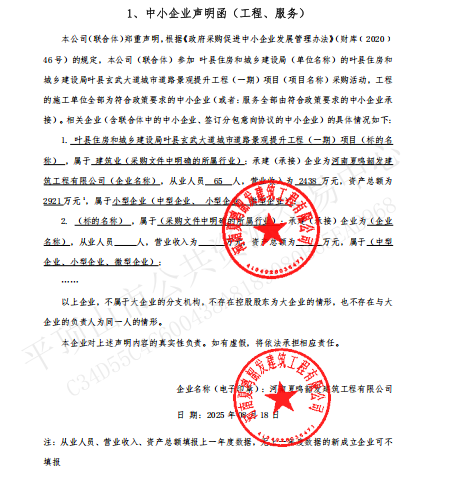 1、中小企业声明函（工程、服务）
本公司（联合体）郑重声明，根据《政府采购促进中小企业发展管理办法》（财库﹝2020﹞
46号）的规定，本公司（联合体）参加 叶县住房和城乡建设局（单位名称）的叶县住房和
城乡建设局叶县玄武大道城市道路景观提升工程（一期）项目（项目名称）采购活动，工程
的施工单位全部为符合政策要求的中小企业（或者：服务全部由符合政策要求的中小企业承
接）。相关企业（含联合体中的中小企业、签订分包意向协议的中小企业）的具体情况如下：
1. 叶县住房和城乡建设局叶县玄武大道城市道路景观提升工程（一期）项目（标的名
称），属于 建筑业（采购文件中明确的所属行业）；承建（承接）企业为河南夏鸣韶发建
筑工程有限公司（企业名称），从业人员 65 人，营业收入为 2438 万元，资产总额为
2921万元¹，属于小型企业（中型企业、小型企业、微型企业）；
2. （标的名称），属于（采购文件中明确的所属行业）；承建（承接）企业为（企业
名称），从业人员 人，营业收入为 万元，资产总额为 万元，属于（中型
企业、小型企业、微型企业）；
……
以上企业，不属于大企业的分支机构，不存在控股股东为大企业的情形，也不存在与大
企业的负责人为同一人的情形。
本企业对上述声明内容的真实性负责。如有虚假，将依法承担相应责任。
企业名称（电子 ）：河南夏鸣韶发建筑工程有限公司
日 期：2025年 月18日
注：从业人员、营业收入、资产总额填报上一年度数据，无上一年度数据的新成立企业可不
填报